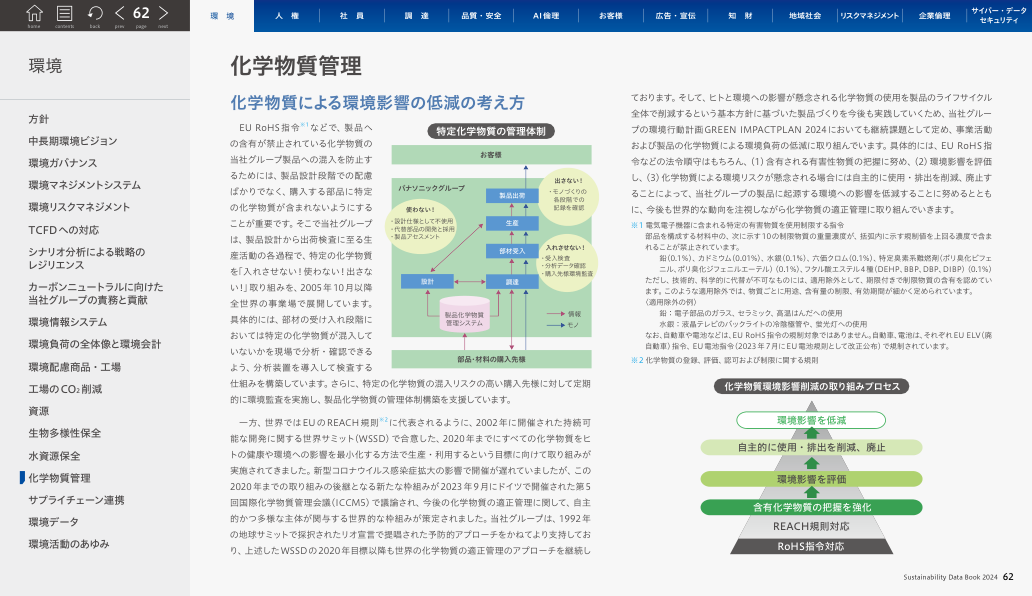 home
contents
back
prev
62
page
next
環 境
人 権
社 員
調 達
品質・安全
AI倫理
お客様
広告・宣伝
知 財
地域社会
リスクマネジメント
企業倫理
サイバー・データ
セキュリティ
環境
方針
中長期環境ビジョン
環境ガバナンス
環境マネジメントシステム
環境リスクマネジメント
TCFDへの対応
シナリオ分析による戦略の
レジリエンス
カーボンニュートラルに向けた
当社グループの責務と貢献
環境情報システム
環境負荷の全体像と環境会計
環境配慮商品・工場
工場のCO₂削減
資源
生物多様性保全
水資源保全
化学物質管理
サプライチェーン連携
環境データ
環境活動のあゆみ
化学物質管理
化学物質による環境影響の低減の考え方
EU RoHS指令※1などで、製品へ
の含有が禁止されている化学物質の
当社グループ製品への混入を防止す
るためには、製品設計段階での配慮
ばかりでなく、購入する部品に特定
の化学物質が含まれないようにする
ことが重要です。そこで当社グループ
は、製品設計から出荷検査に至る生
産活動の各過程で、特定の化学物質
を「入れさせない!使わない!出さな
い!」取り組みを、2005年10月以降
全世界の事業場で展開しています。
具体的には、部材の受け入れ段階に
おいては特定の化学物質が混入して
いないかを現場で分析・確認できる
よう、分析装置を導入して検査する
仕組みを構築しています。さらに、特定の化学物質の混入リスクの高い購入先様に対して定期
的に環境監査を実施し、製品化学物質の管理体制構築を支援しています。
特定化学物質の管理体制
お客様
パナソニックグループ
出さない!
・モノづくりの
各段階での
記録を確認
製品出荷
使わない!
・設計仕様として不使用
・代替部品の開発と採用
・製品アセスメント
生産
部材受入
入れさせない!
・受入検査
・分析データ確認
・購入先様環境監査
設計
調達
製品化学物質
管理システム
情報
モノ
部品・材料の購入先様
一方、世界ではEUのREACH規則※2に代表されるように、2002年に開催された持続可
能な開発に関する世界サミット(WSSD)で合意した、2020年までにすべての化学物質をヒ
トの健康や環境への影響を最小化する方法で生産・利用するという目標に向けて取り組みが
実施されてきました。新型コロナウイルス感染症拡大の影響で開催が遅れていましたが、この
2020年までの取り組みの後継となる新たな枠組みが2023年9月にドイツで開催された第5
回国際化学物質管理会議(ICCM5)で議論され、今後の化学物質の適正管理に関して、自主
的かつ多様な主体が関与する世界的な枠組みが策定されました。当社グループは、1992年
の地球サミットで採択されたリオ宣言で提唱された予防的アプローチをかねてより支持してお
り、上述したWSSDの2020年目標以降も世界の化学物質の適正管理のアプローチを継続し
ております。そして、ヒトと環境への影響が懸念される化学物質の使用を製品のライフサイクル
全体で削減するという基本方針に基づいた製品づくりを今後も実践していくため、当社グルー
プの環境行動計画GREEN IMPACT PLAN 2024においても継続課題として定め、事業活動
および製品の化学物質による環境負荷の低減に取り組んでいます。具体的には、EU RoHS指
令などの法令順守はもちろん、(1)含有される有害性物質の把握に努め、(2)環境影響を評価
し、(3)化学物質による環境リスクが懸念される場合には自主的に使用・排出を削減、廃止す
ることによって、当社グループの製品に起源する環境への影響を低減することに努めるととも
に、今後も世界的な動向を注視しながら化学物質の適正管理に取り組んでいきます。
※1 電気電子機器に含まれる特定の有害物質を使用制限する指令
部品を構成する材料中の、次に示す10の制限物質の重量濃度が、括弧内に示す規制値を上回る濃度で含ま
れることが禁止されています。
鉛(0.1%)、カドミウム(0.01%)、水銀(0.1%)、六価クロム(0.1%)、特定臭素系難燃剤(ポリ臭化ビフェ
ニル、ポリ臭化ジフェニルエーテル)(0.1%)、フタル酸エステル4種(DEHP、BBP、DBP、DIBP)(0.1%)
ただし、技術的、科学的に代替が不可なものには、適用除外として、期限付きで制限物質の含有を認めてい
ます。このような適用除外では、物質ごとに用途、含有量の制限、有効期間が細かく定められています。
(適用除外の例)
鉛:電子部品のガラス、セラミック、高温はんだへの使用
水銀:液晶テレビのバックライトの冷陰極管や、蛍光灯への使用
なお、自動車や電池などは、EU RoHS指令の規制対象ではありません。自動車、電池は、それぞれEU ELV(廃
自動車)指令、EU電池指令(2023年7月にEU電池規則として改正公布)で規制されています。
※2 化学物質の登録、評価、認可および制限に関する規則
化学物質環境影響削減の取り組みプロセス
環境影響を低減
自主的に使用・排出を削減、廃止
環境影響を評価
含有化学物質の把握を強化
REACH規則対応
RoHS指令対応
Sustainability Data Book 2024 62